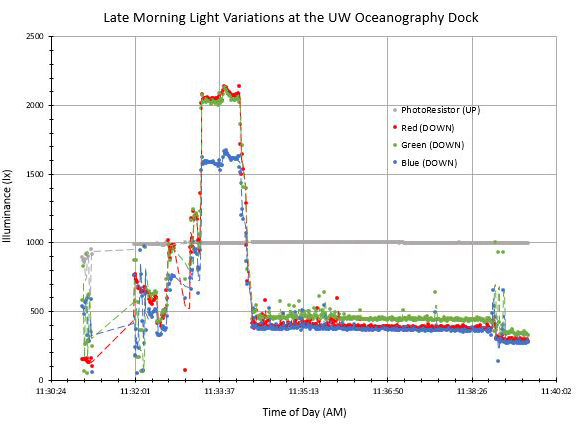 Late Morning Light Variations at the UW Oceanography Dock
2500
2000
1500
1000
500
0
Illuminance (lx)
PhotoResistor (UP)
Red (DOWN)
Green (DOWN)
Blue (DOWN)
11:30:24 11:32:01 11:33:37 11:35:13 11:36:50 11:38:26 11:40:02
Time of Day (AM)